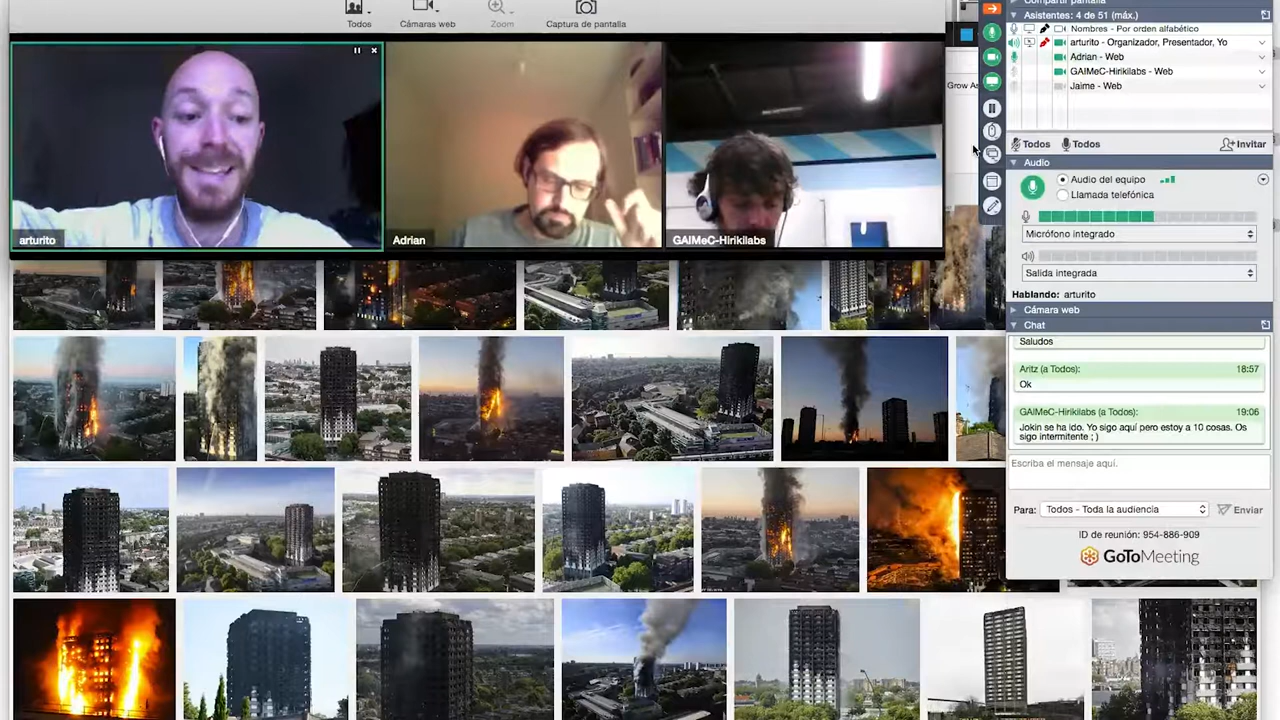 Todos
Cámaras web
Zoom
Captura de pantalla
arturito
Adrian
GAIMeC-Hirikilabs
Grow As
Compartir pantalla
Asistentes: 4 de 51 (máx.)
Nombres - Por orden alfabético
arturito - Organizador, Presentador, Yo
Adrian - Web
GAIMeC-Hirikilabs - Web
Jaime - Web
Todos
Todos
Invitar
Audio
Audio del equipo
Llamada telefónica
Micrófono integrado
Salida integrada
Hablando: arturito
Cámara web
Chat
Saludos
Aritz (a Todos): 18:57
Ok
GAIMeC-Hirikilabs (a Todos): 19:06
Jokin se ha ido. Yo sigo aquí pero estoy a 10 cosas. Os
sigo intermitente ; )
Escriba el mensaje aquí.
Para: Todos - Toda la audiencia
Enviar
ID de reunión: 954-886-909
GoToMeeting